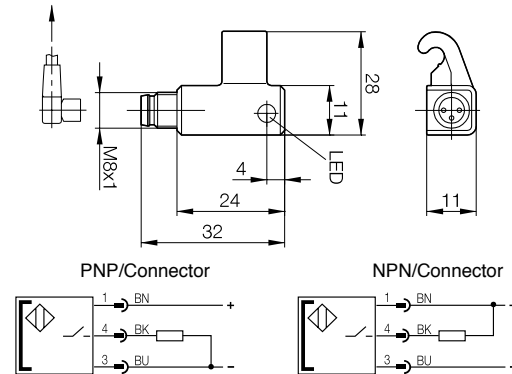 28
11
LED
M8x1
4
24
32
11
PNP/Connector
NPN/Connector
1 BN +
4 BK
3 BU -
1 BN
4 BK
3 BU -